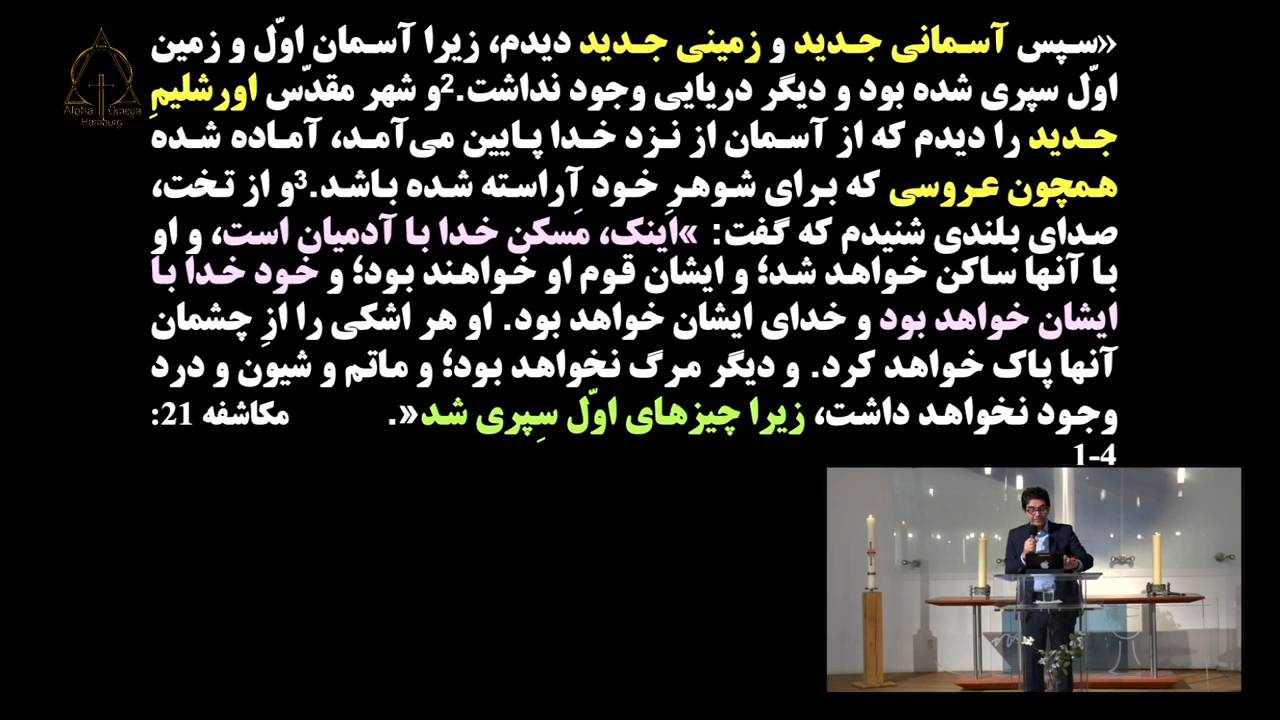 Alpha Omega
Hamburg
«سپس آسمانی جدید و زمینی جدید دیدم، زیرا آسمان اوّل و زمین
اوّل سپری شده بود و دیگر دریایی وجود نداشت.2و شهر مقدّس اورشلیمِ
جدید را دیدم که از آسمان از نزد خدا پایین می‌آمد، آماده شده
همچون عروسی که برای شوهرِ خود آراسته شده باشد.3و از تخت،
صدای بلندی شنیدم که گفت: »اینک، مَسکن خدا با آدمیان است، و او
با آنها ساکن خواهد شد؛ و ایشان قوم او خواهند بود؛ و خود خدا با
ایشان خواهد بود و خدای ایشان خواهد بود. او هر اشکی را از چشمانِ
آنها پاک خواهد کرد. و دیگر مرگ نخواهد بود؛ و ماتم و شیون و درد
وجود نخواهد داشت، زیرا چیزهای اوّل سِپری شد«. مکاشفه 21:
1-4